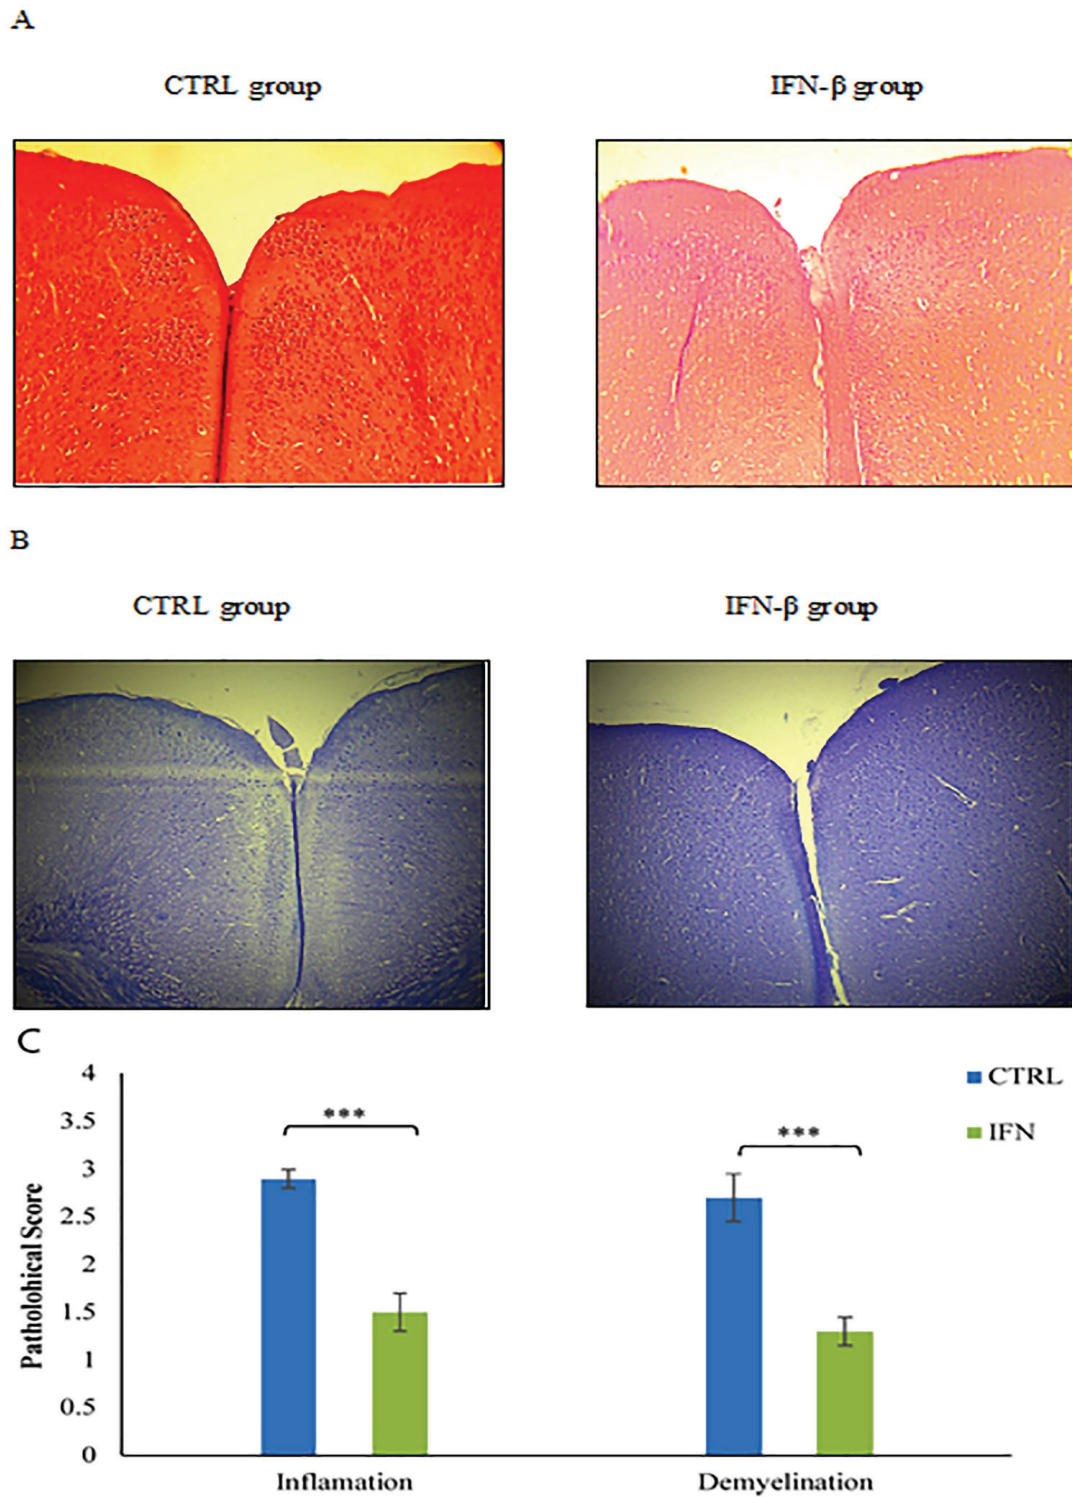 A
CTRL group
IFN-β group
B
CTRL group
IFN-β group
C
Patholohical Score
4
3.5
3
2.5
2
1.5
1
0.5
0
***
***
CTRL
IFN
Inflamation
Demyelination